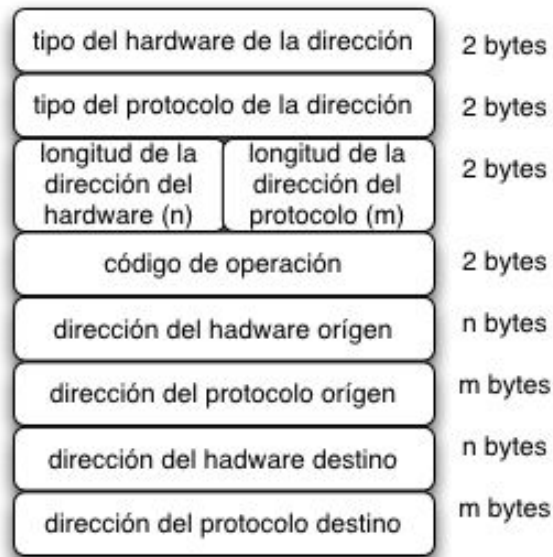 tipo del hardware de la dirección 2 bytes
tipo del protocolo de la dirección 2 bytes
longitud de la
dirección del
hardware (n)
longitud de la
dirección del
protocolo (m)
2 bytes
código de operación 2 bytes
dirección del hadware orígen n bytes
dirección del protocolo orígen m bytes
dirección del hadware destino n bytes
dirección del protocolo destino m bytes